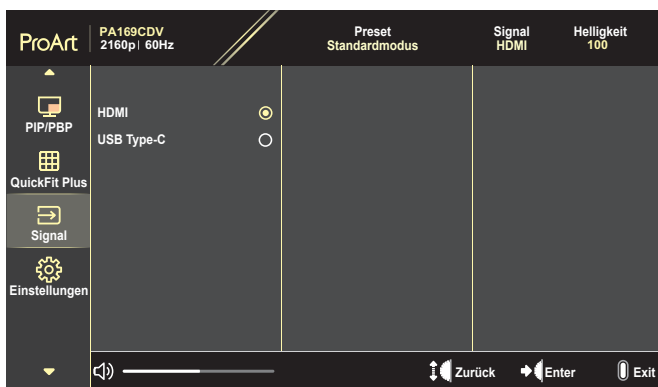 ProArt
PA169CDV
2160p| 60Hz
Preset
Standardmodus
Signal
HDMI
Helligkeit
100
PIP/PBP
QuickFit Plus
Signal
Einstellungen
HDMI
USB Type-C
Zurück
Enter
Exit